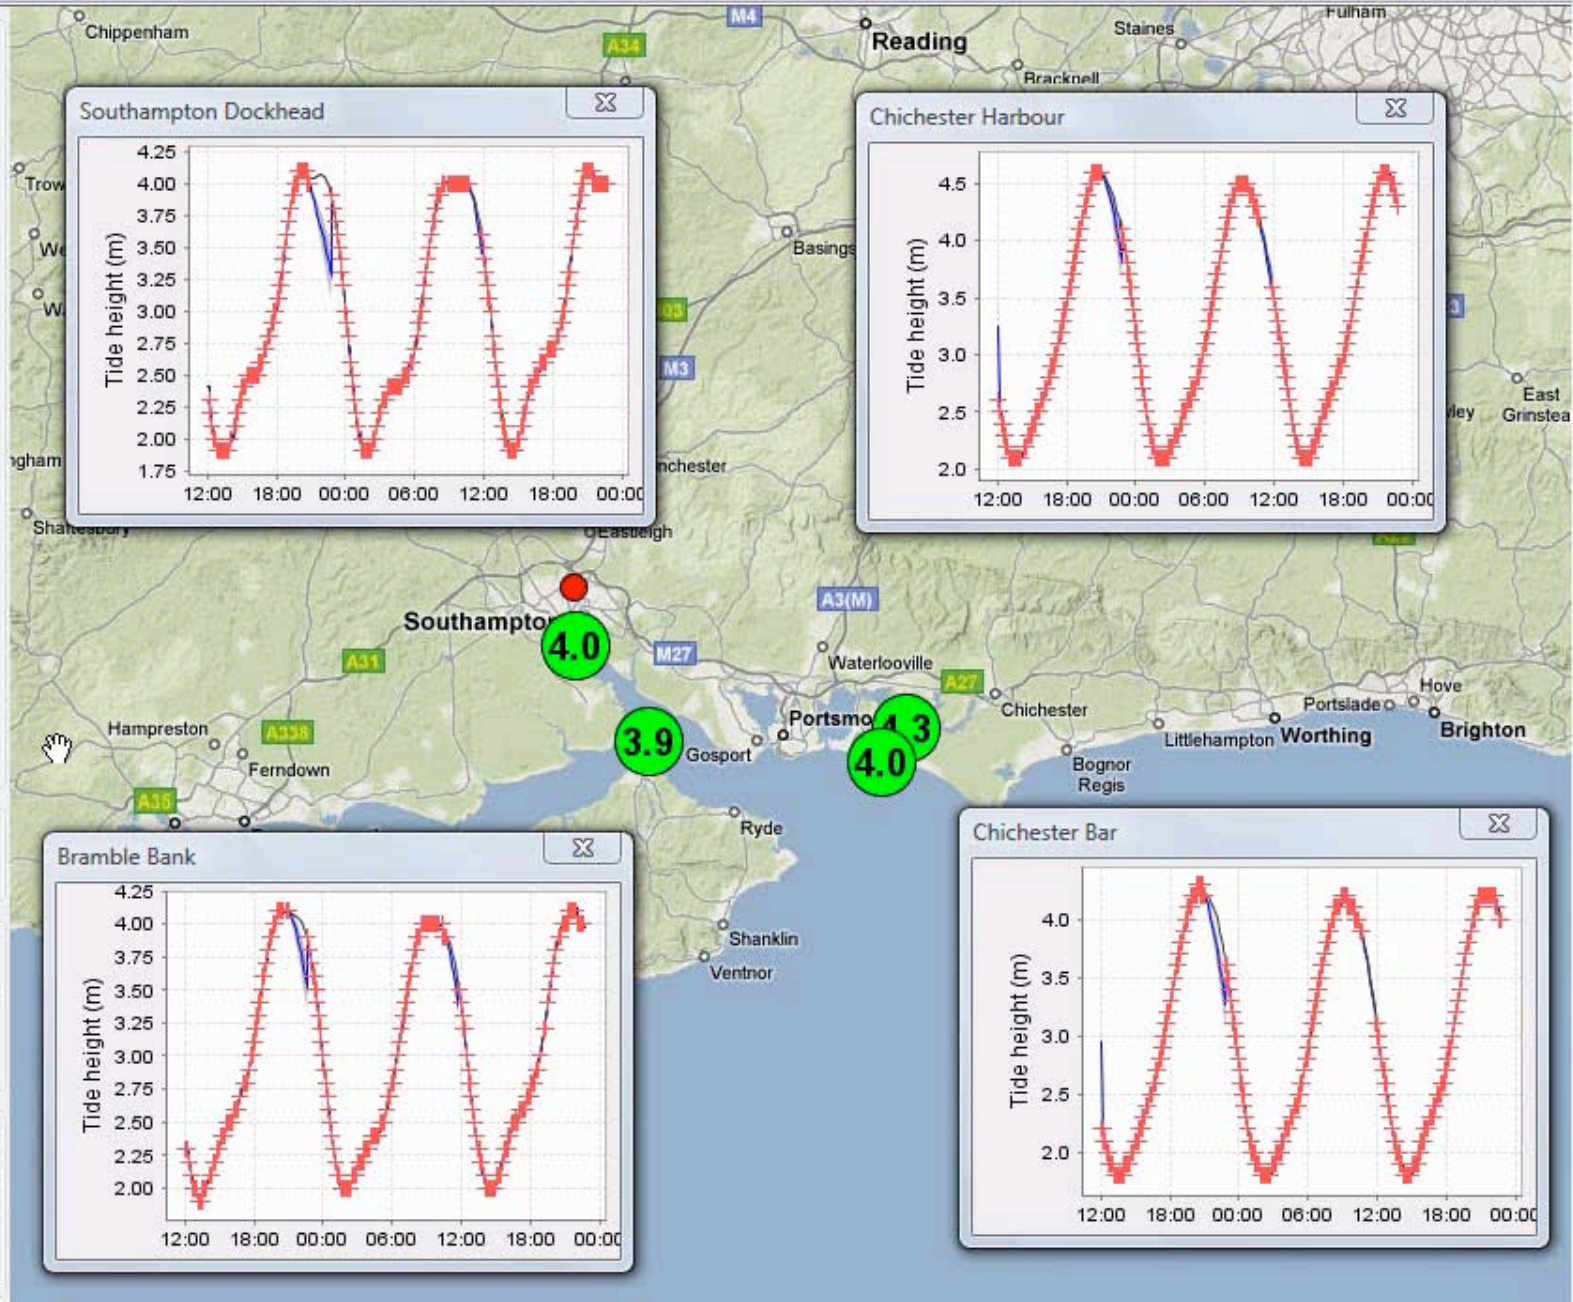 Chippenham
M4
A34
Reading
Staines
Fulham
Bracknell
Southampton Dockhead
Tide height (m)
4.25
4.00
3.75
3.50
3.25
3.00
2.75
2.50
2.25
2.00
1.75
12:00 18:00 00:00 06:00 12:00 18:00 00:00
Chichester Harbour
Tide height (m)
4.5
4.0
3.5
3.0
2.5
2.0
12:00 18:00 00:00 06:00 12:00 18:00 00:00
Trow
We
W
Basings
03
M3
3
ley
East
Grinstea
ngham
nchester
Shaftesbury
Eastleigh
A3(M)
Southampto
4.0
M27
A31
Waterlooville
A27
Chichester
Hove
Portslade
Brighton
Hampreston
A338
Ferndown
3.9
Gosport
Portsmo
4.3
4.0
Littlehampton
Worthing
Bognor
Regis
A35
Ryde
Shanklin
Ventnor
Bramble Bank
Tide height (m)
4.25
4.00
3.75
3.50
3.25
3.00
2.75
2.50
2.25
2.00
12:00 18:00 00:00 06:00 12:00 18:00 00:00
Chichester Bar
Tide height (m)
4.0
3.5
3.0
2.5
2.0
12:00 18:00 00:00 06:00 12:00 18:00 00:00